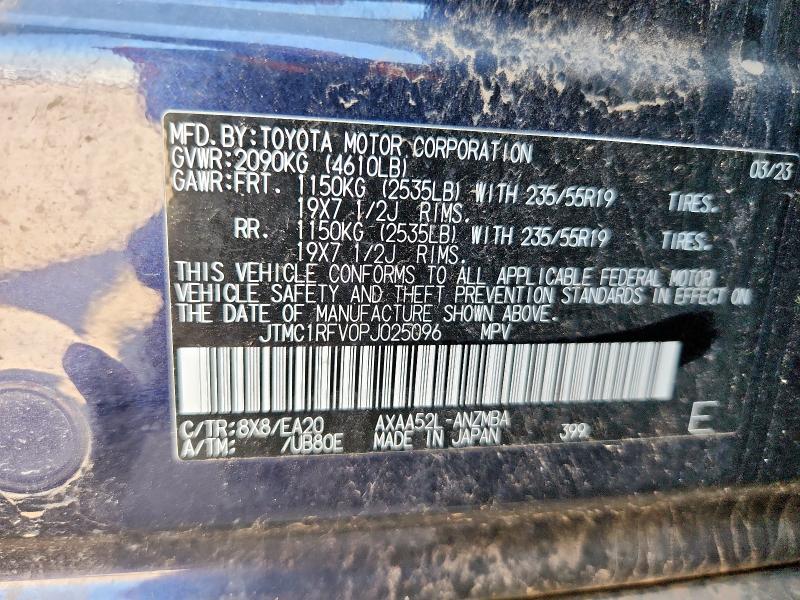 MFD. BY: TOYOTA MOTOR CORPORATION 03/23
GVWR: 2090KG (4610LB)
GAWR: FRT. 1150KG (2535LB) WITH 235/55R19 TIRES.
19X7 1/2J RIMS.
RR. 1150KG (2535LB) WITH 235/55R19 TIRES.
19X7 1/2J RIMS.
THIS VEHICLE CONFORMS TO ALL APPLICABLE FEDERAL MOTOR
VEHICLE SAFETY AND THEFT PREVENTION STANDARDS IN EFFECT ON
THE DATE OF MANUFACTURE SHOWN ABOVE.
JTMC1RFV0PJ025096 MPV
C/TR: 8X8/EA20 AXAA52L-ANZMBA E
A/TM: /UB80E MADE IN JAPAN 399